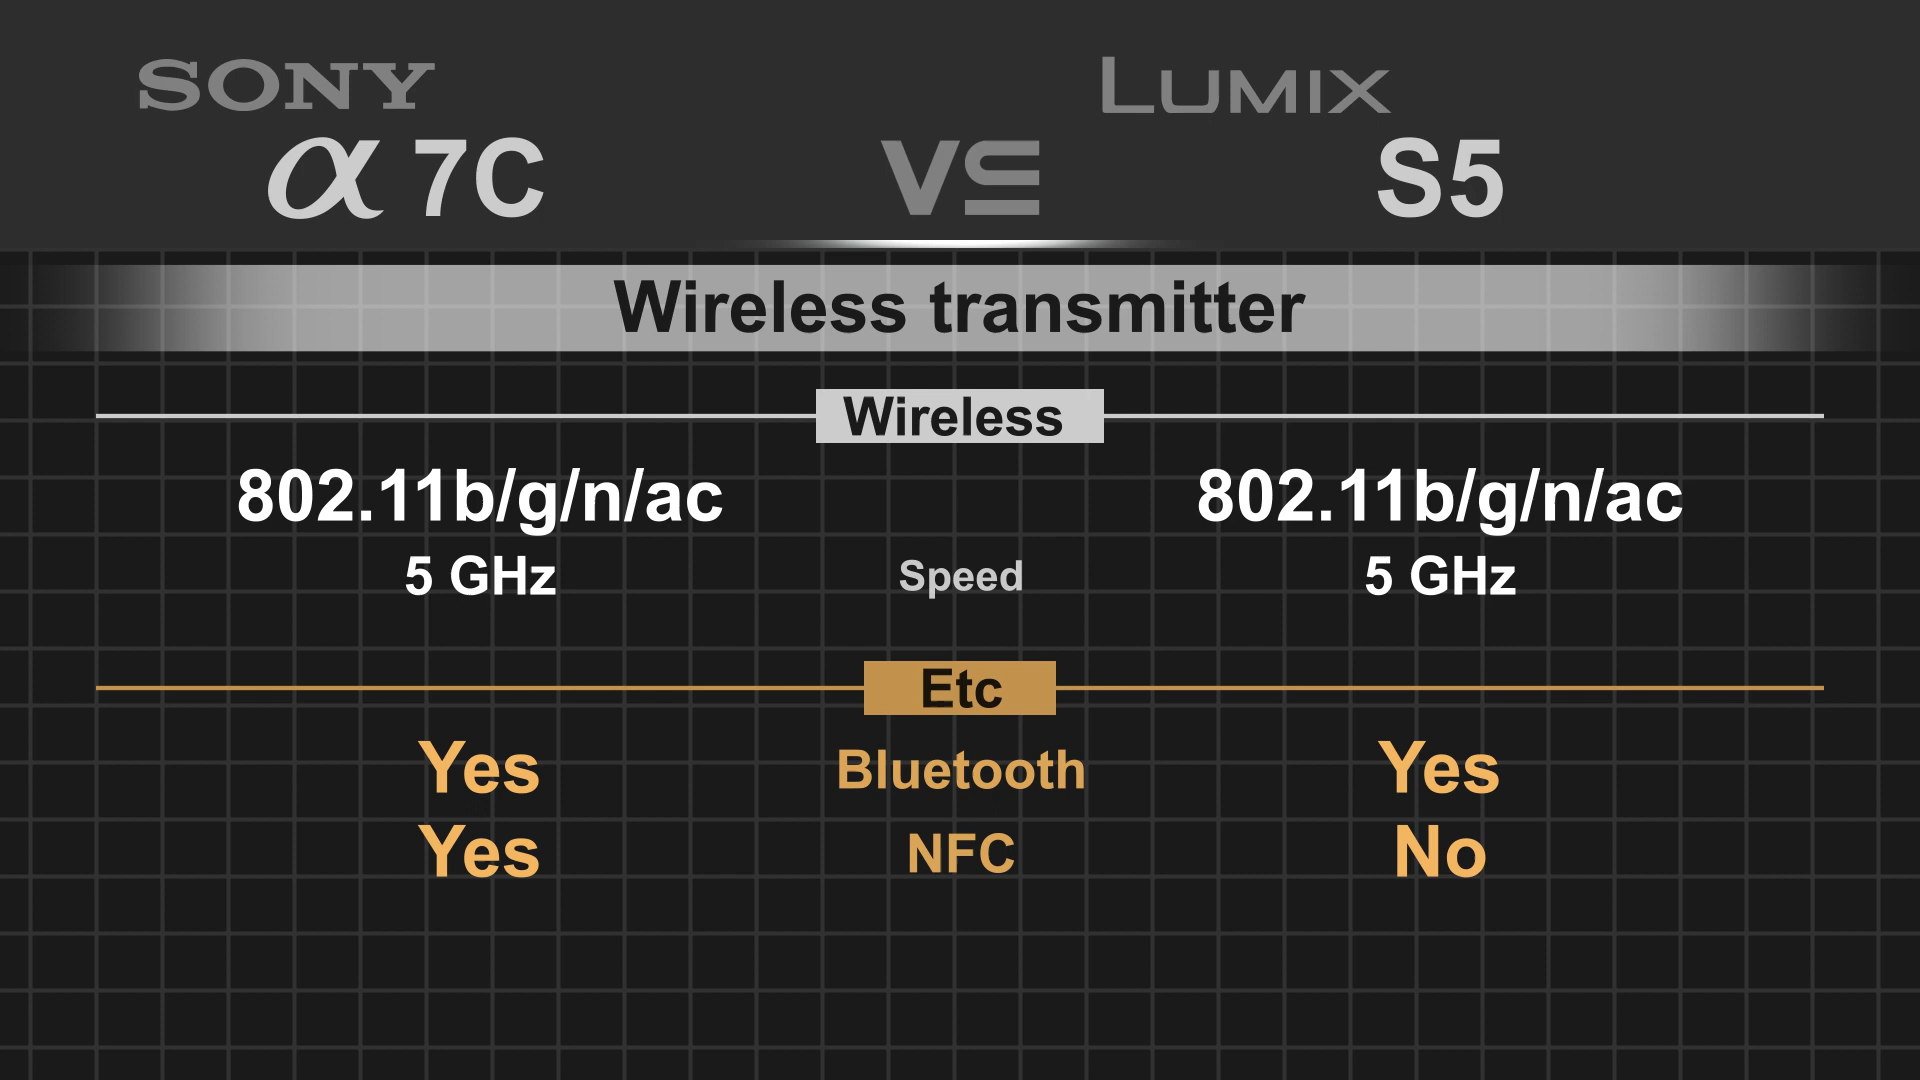 SONY
LUMIX
α 7C
VS
S5
Wireless transmitter
Wireless
802.11b/g/n/ac
802.11b/g/n/ac
5 GHz
Speed
5 GHz
Etc
Yes
Bluetooth
Yes
Yes
NFC
No